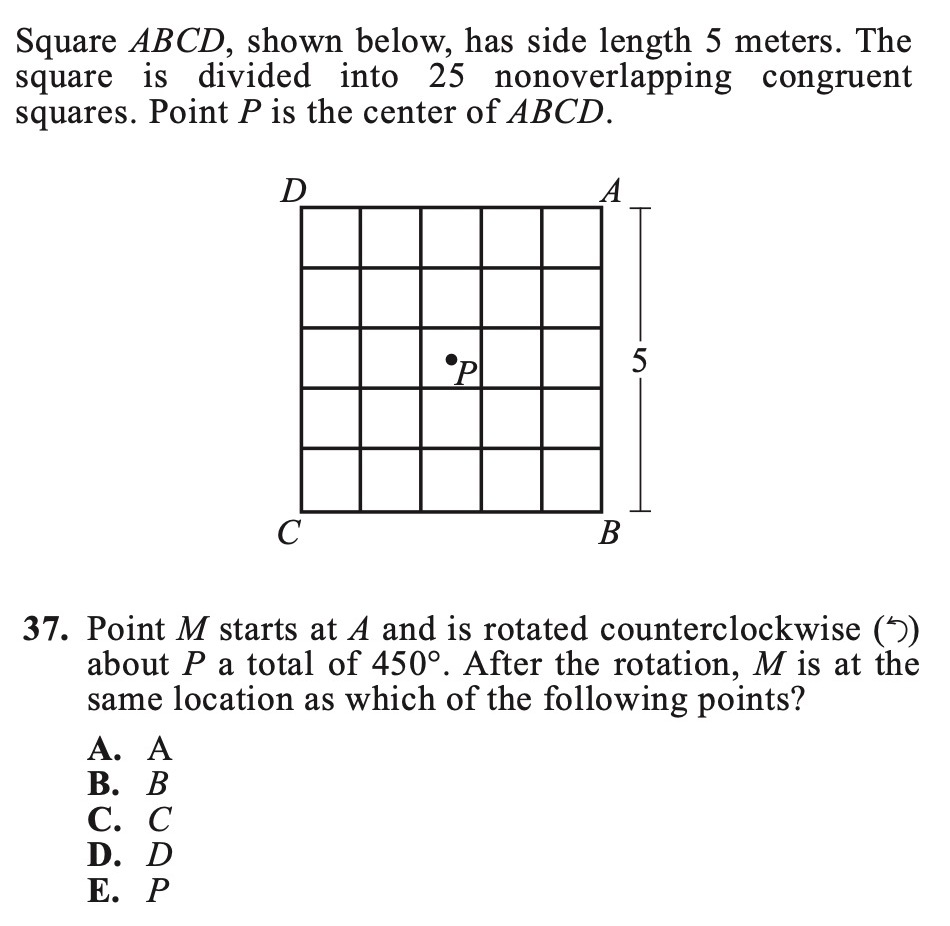 Square ABCD, shown below, has side length 5 meters. The
square is divided into 25 nonoverlapping congruent
squares. Point P is the center of ABCD.
D
A
P
5
C
B
37. Point M starts at A and is rotated counterclockwise (↶)
about P a total of 450°. After the rotation, M is at the
same location as which of the following points?
A. A
B. B
C. C
D. D
E. P